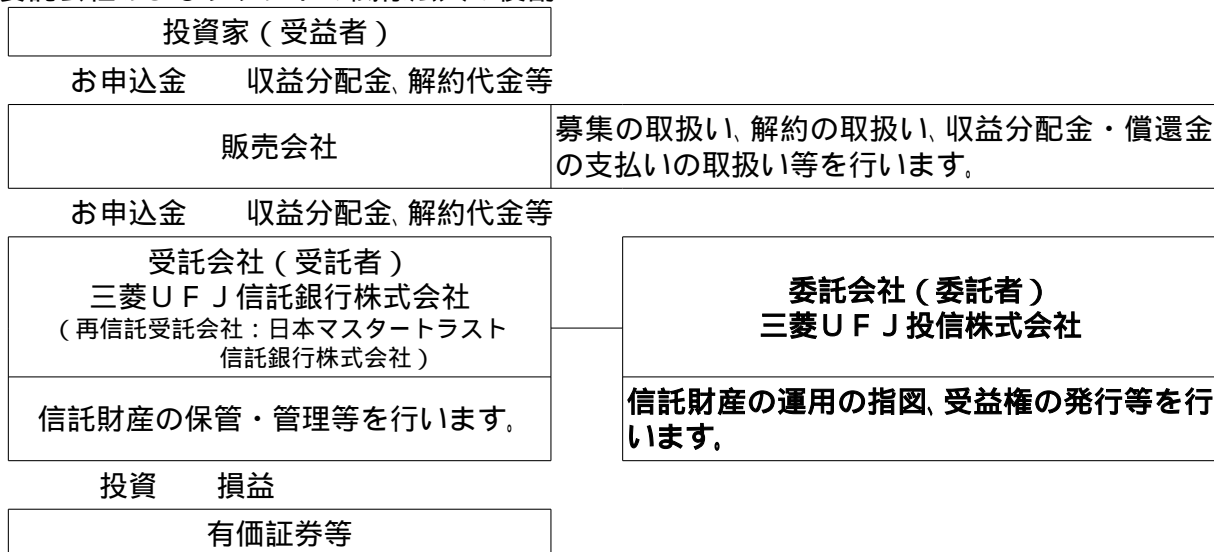 投資家(受益者)
お申込金 収益分配金、解約代金等
販売会社
募集の取扱い、解約の取扱い、収益分配金・償還金
の支払いの取扱い等を行います。
お申込金 収益分配金、解約代金等
受託会社(受託者)
三菱UFJ信託銀行株式会社
(再信託受託会社:日本マスタートラスト
信託銀行株式会社)
委託会社(委託者)
三菱UFJ投信株式会社
信託財産の保管・管理等を行います。
信託財産の運用の指図、受益権の発行等を行
います。
投資 損益
有価証券等